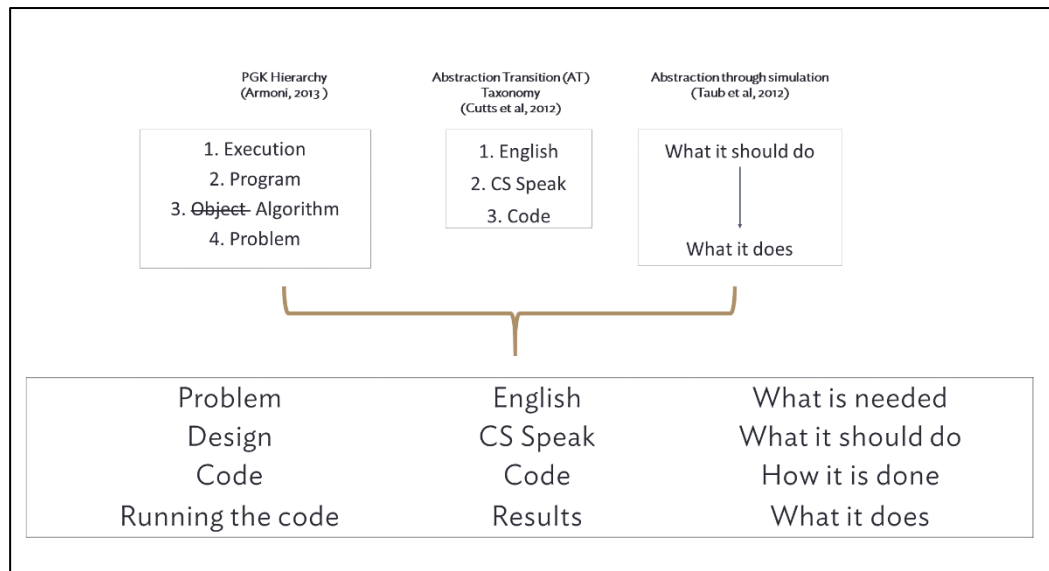 PGK Hierarchy
(Armoni, 2013 )
1. Execution
2. Program
3. Object Algorithm
4. Problem
Abstraction Transition (AT)
Taxonomy
(Cutts et al, 2012)
1. English
2. CS Speak
3. Code
Abstraction through simulation
(Taub et al, 2012)
What it should do
What it does
Problem English What is needed
Design CS Speak What it should do
Code Code How it is done
Running the code Results What it does